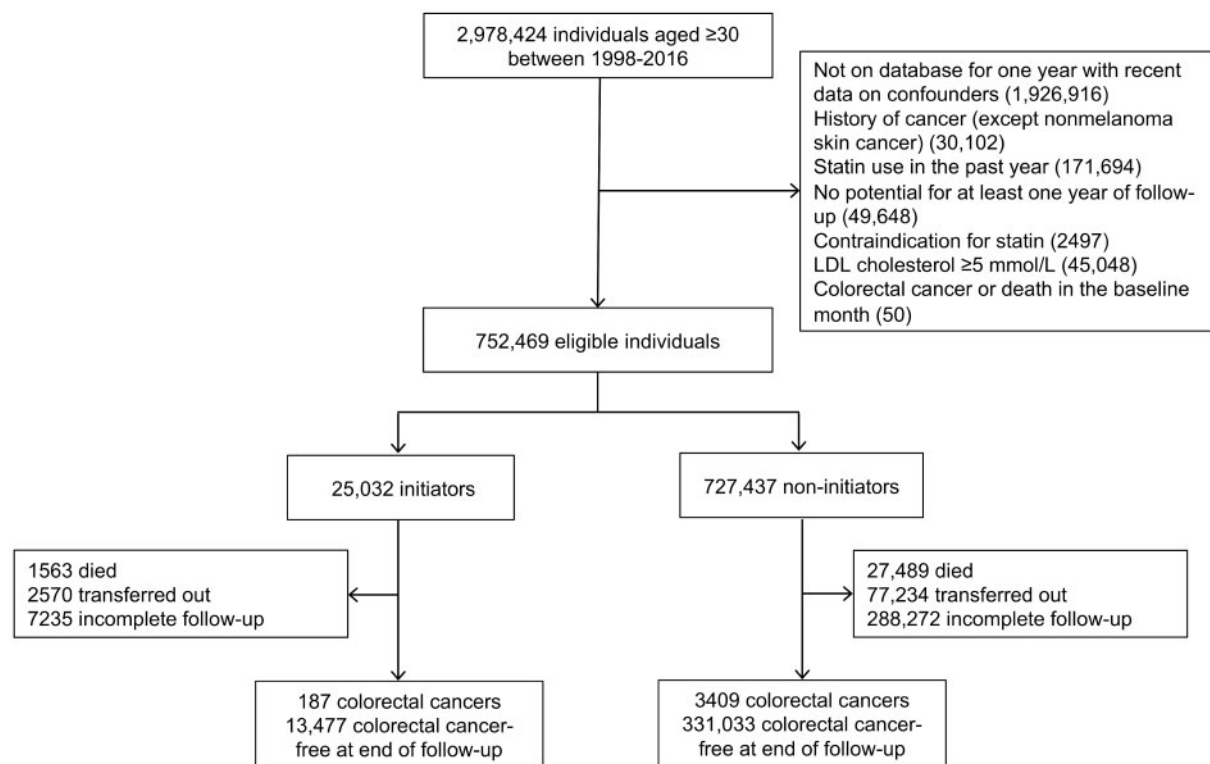 2,978,424 individuals aged ≥30
between 1998-2016
Not on database for one year with recent
data on confounders (1,926,916)
History of cancer (except nonmelanoma
skin cancer) (30,102)
Statin use in the past year (171,694)
No potential for at least one year of follow-
up (49,648)
Contraindication for statin (2497)
LDL cholesterol ≥5 mmol/L (45,048)
Colorectal cancer or death in the baseline
month (50)
752,469 eligible individuals
25,032 initiators
727,437 non-initiators
1563 died
2570 transferred out
7235 incomplete follow-up
27,489 died
77,234 transferred out
288,272 incomplete follow-up
187 colorectal cancers
13,477 colorectal cancer-
free at end of follow-up
3409 colorectal cancers
331,033 colorectal cancer-
free at end of follow-up